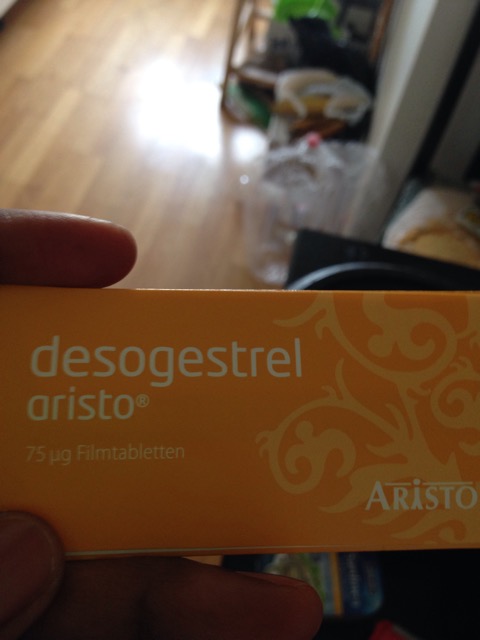 desogestrel
aristo®
75 µg Filmtabletten
ARISTO